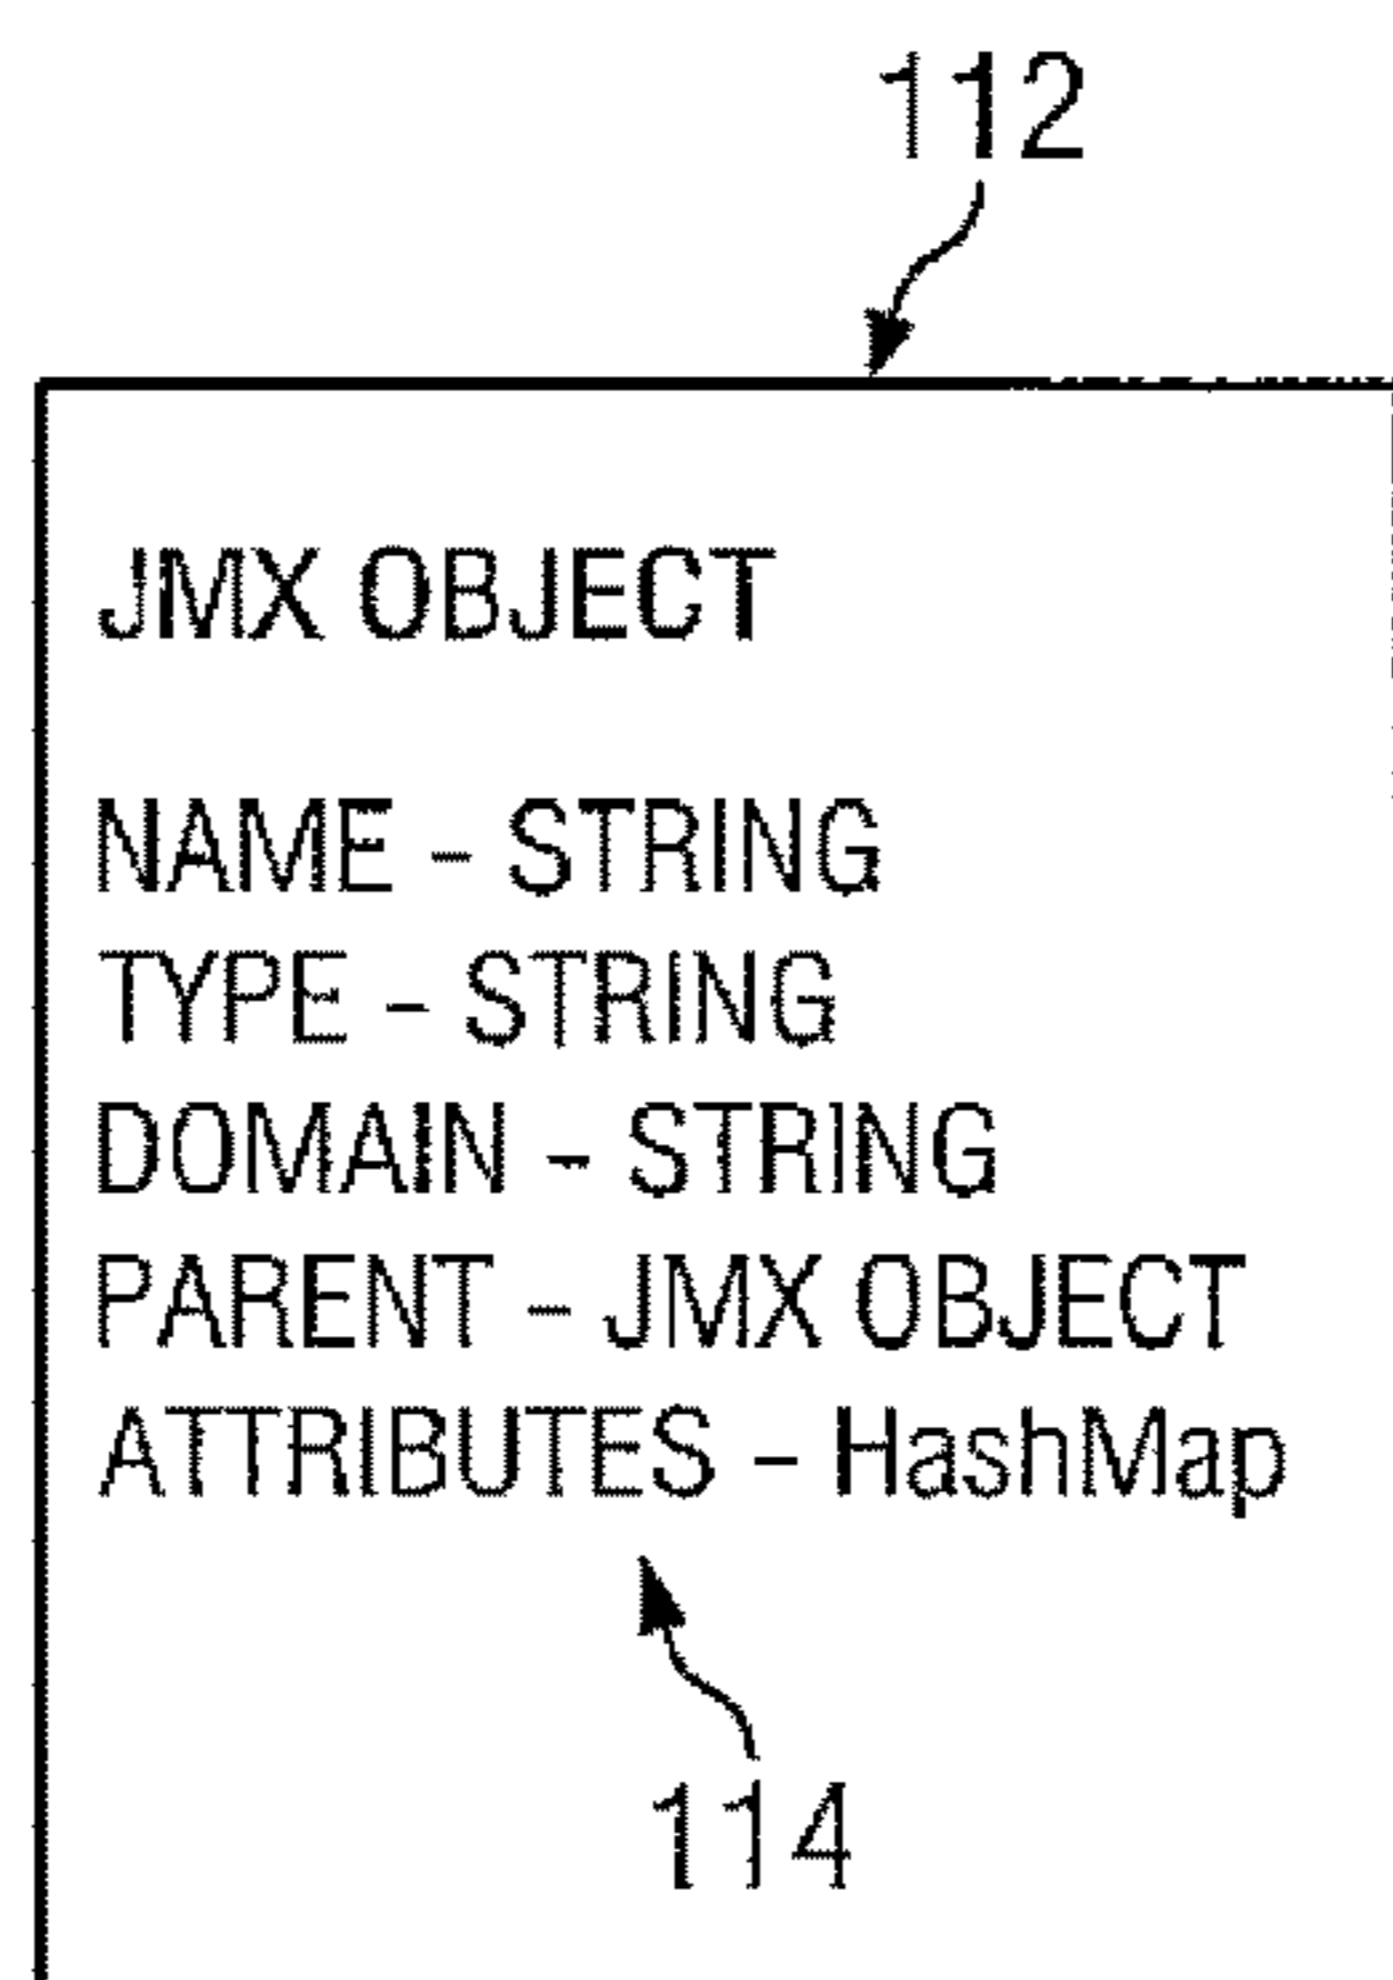 112
JMX OBJECT
NAME - STRING
TYPE - STRING
DOMAIN - STRING
PARENT - JMX OBJECT
ATTRIBUTES - HashMap
114